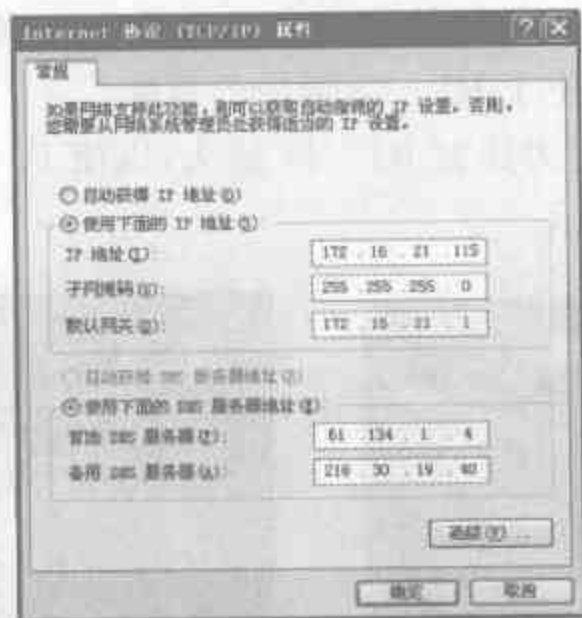 Internet 协议 (TCP/IP) 属性
常规
如果网络支持此功能，则可以获取自动指派的 IP 设置。否则，
您需要从网络系统管理员处获得适当的 IP 设置。
自动获得 IP 地址(O)
使用下面的 IP 地址(S)
IP 地址(I): 172 . 16 . 21 . 115
子网掩码(U): 255 . 255 . 255 . 0
默认网关(D): 172 . 16 . 21 . 1
自动获得 DNS 服务器地址(B)
使用下面的 DNS 服务器地址(E)
首选 DNS 服务器(P): 61 .134 . 1 . 4
备用 DNS 服务器(A): 216 . 30 . 19 . 40
高级(V)...
确定
取消